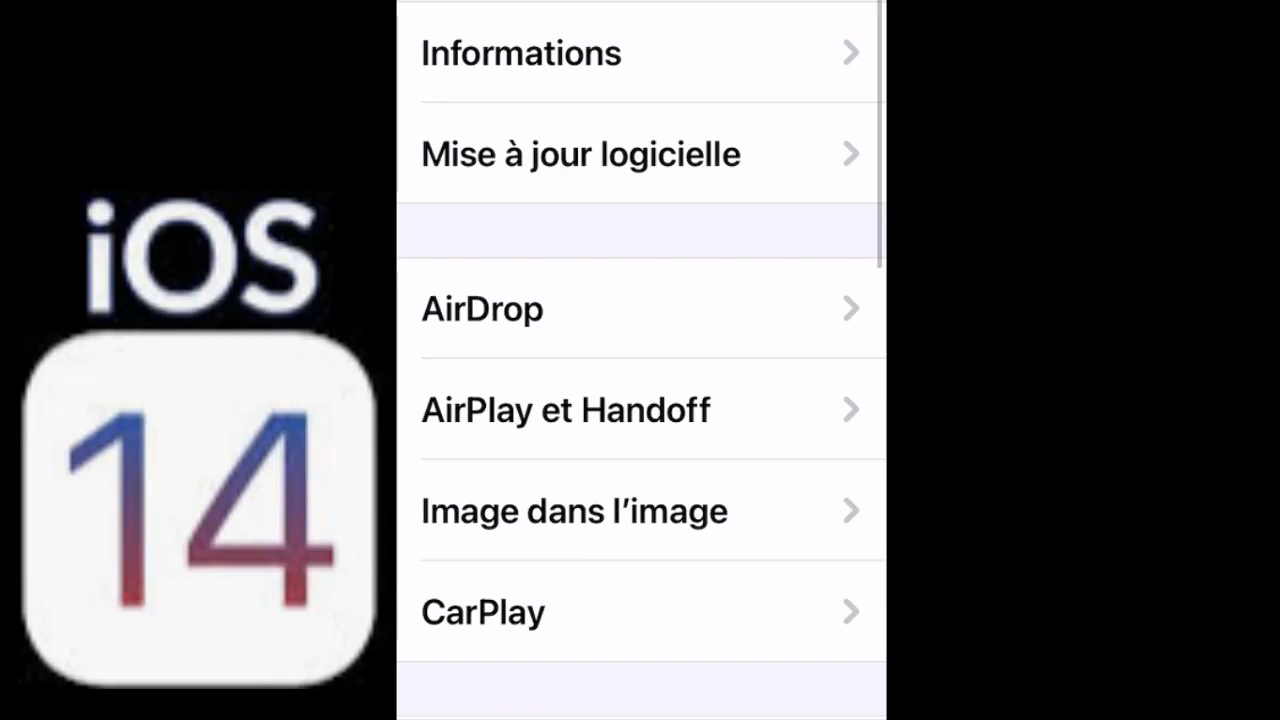 iOS
14
Informations
Mise à jour logicielle
AirDrop
AirPlay et Handoff
Image dans l’image
CarPlay